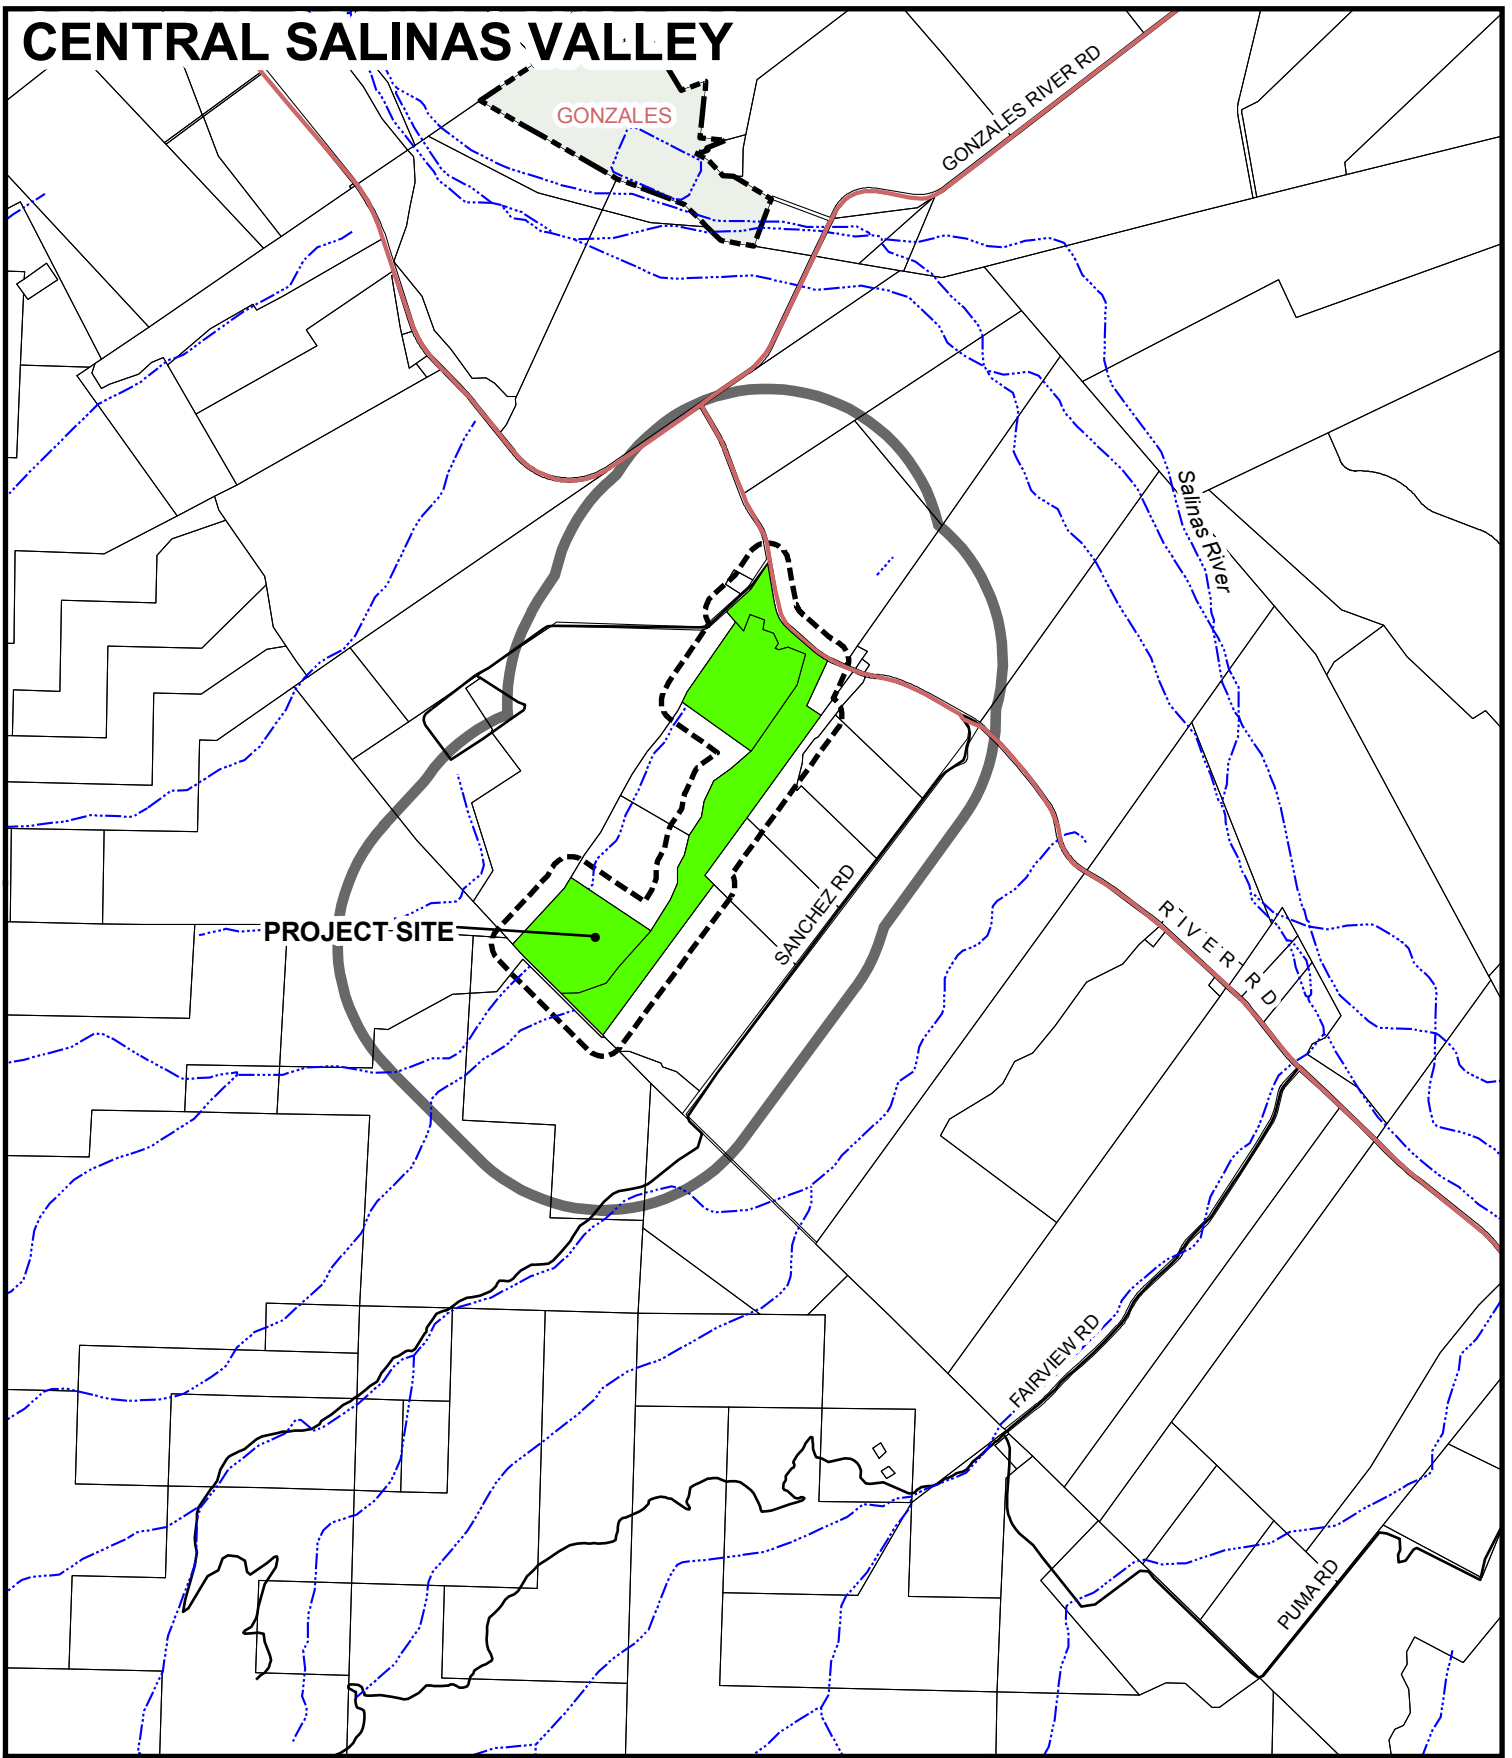 CENTRAL SALINAS VALLEY
GONZALES
GONZALES RIVER RD
Salinas River
SANCHEZ RD
PROJECT SITE
RIVER RD
FAIRVIEW RD
PUMA RD